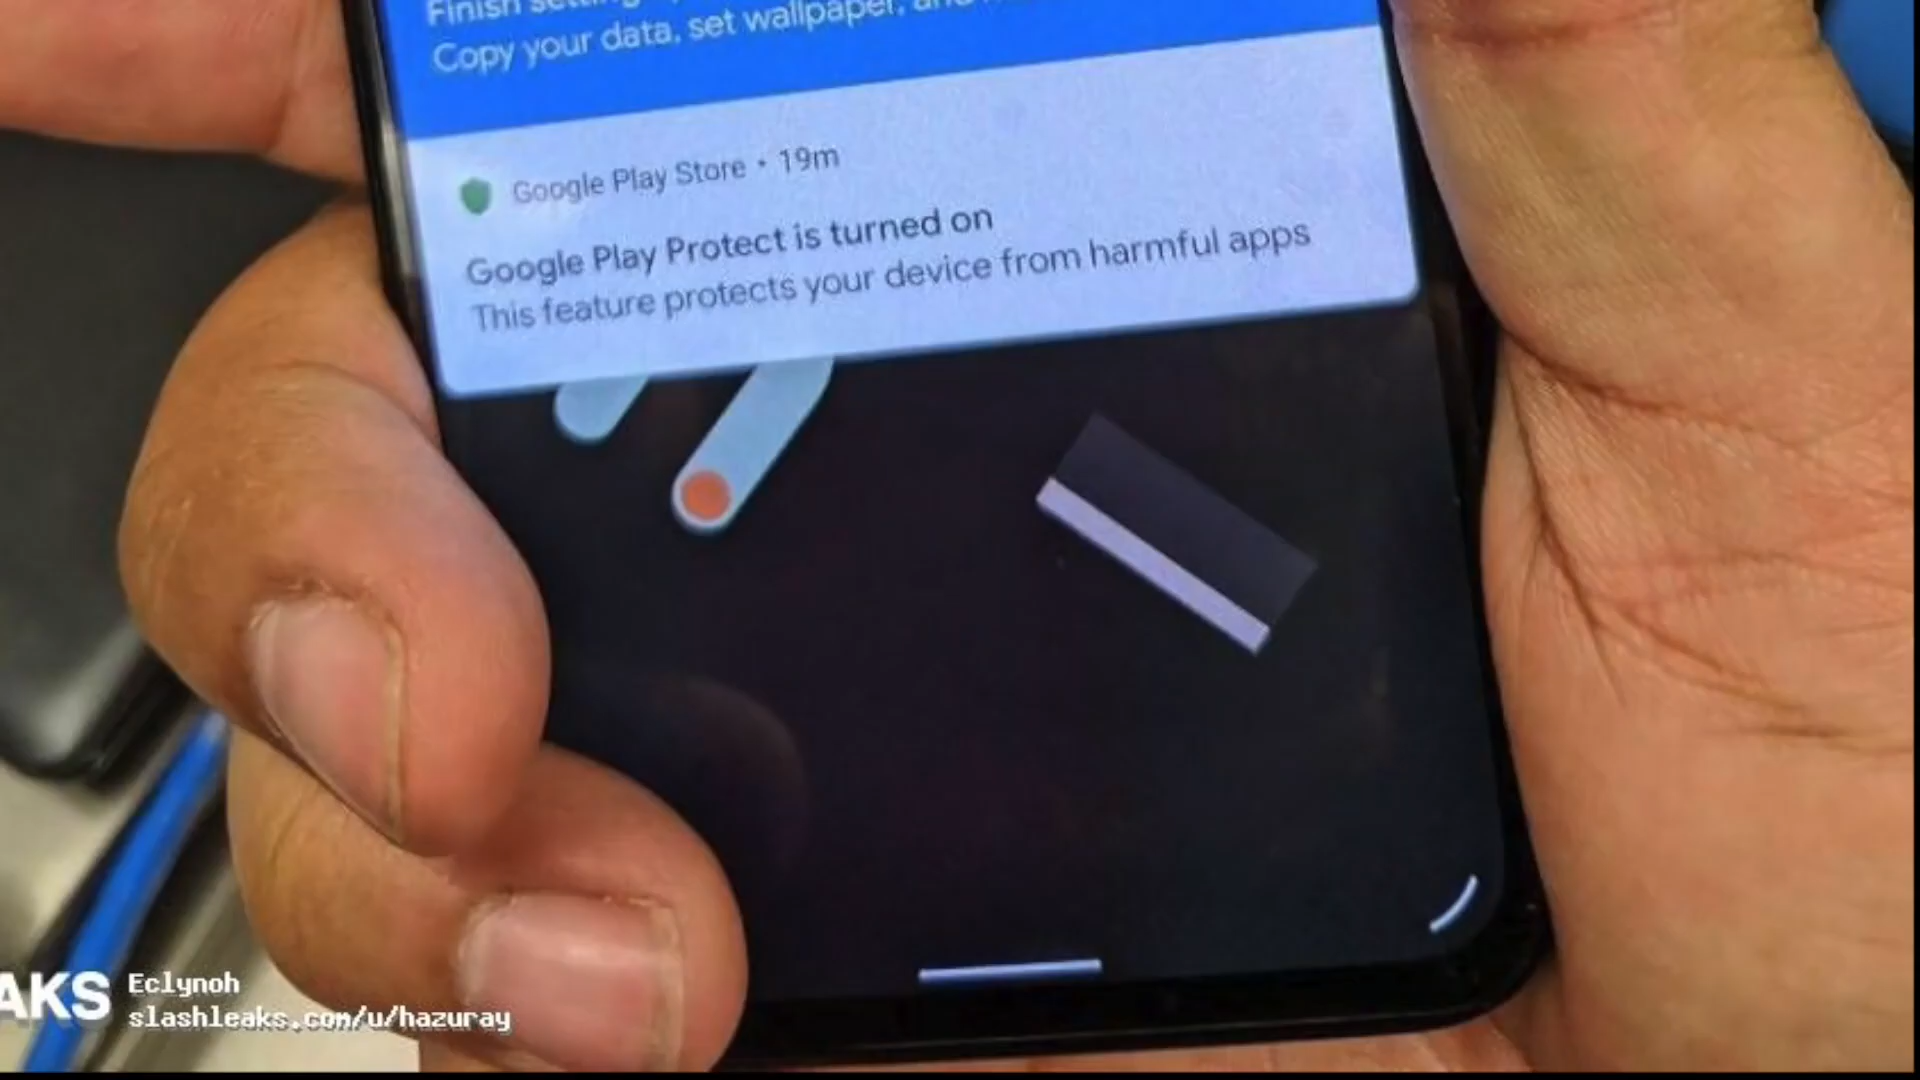 Finish setting
Copy your data, set wallpaper, and
Google Play Store • 19m
Google Play Protect is turned on
This feature protects your device from harmful apps
AKS
Eclynoh
slashleaks.com/u/hazuray